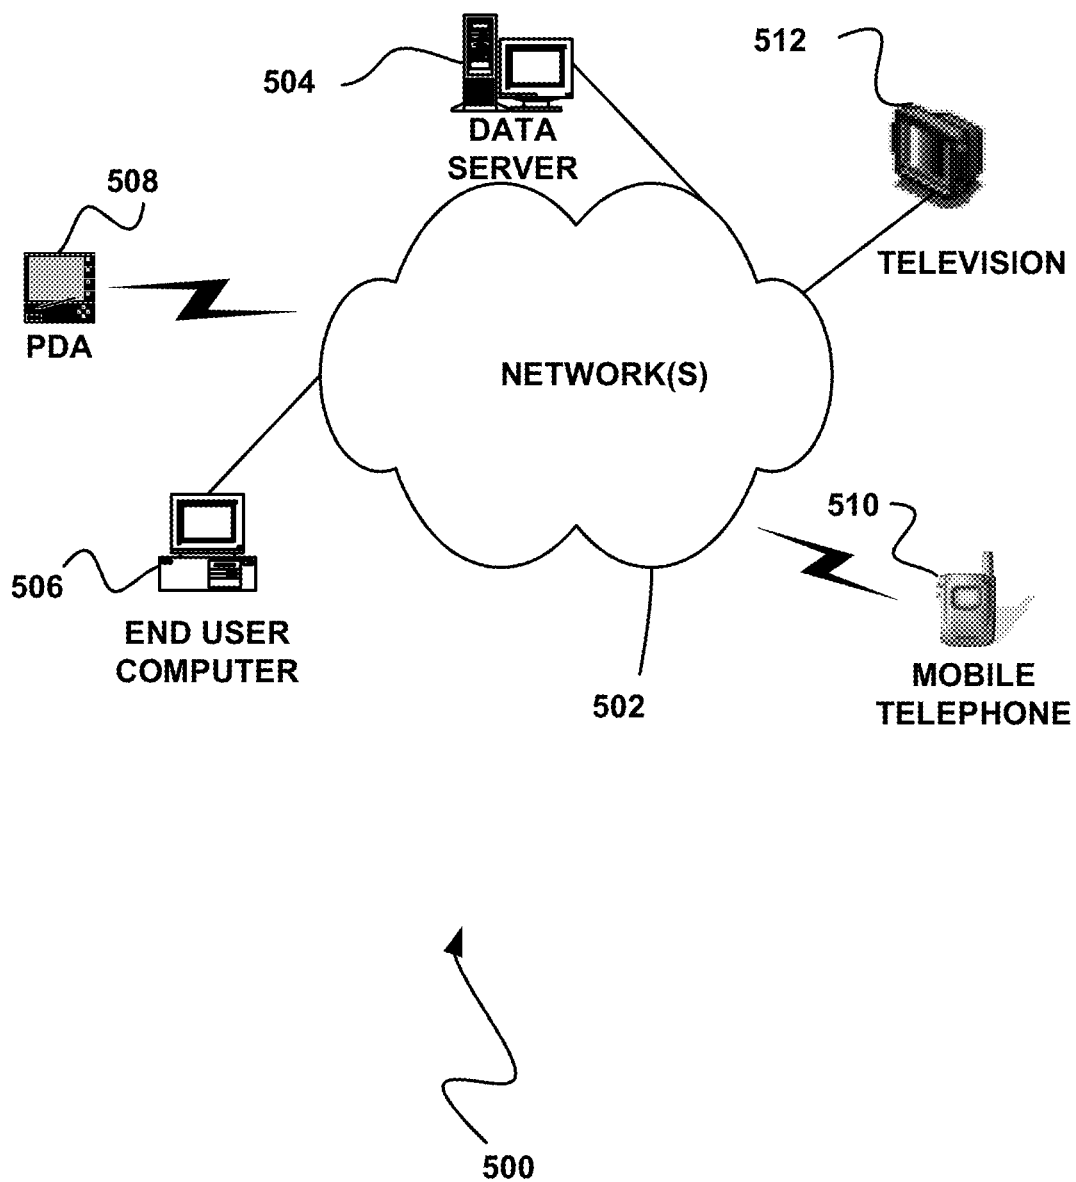 512
504
DATA
SERVER
508
TELEVISION
PDA
NETWORK(S)
510
506
END USER
COMPUTER
MOBILE
TELEPHONE
502
500